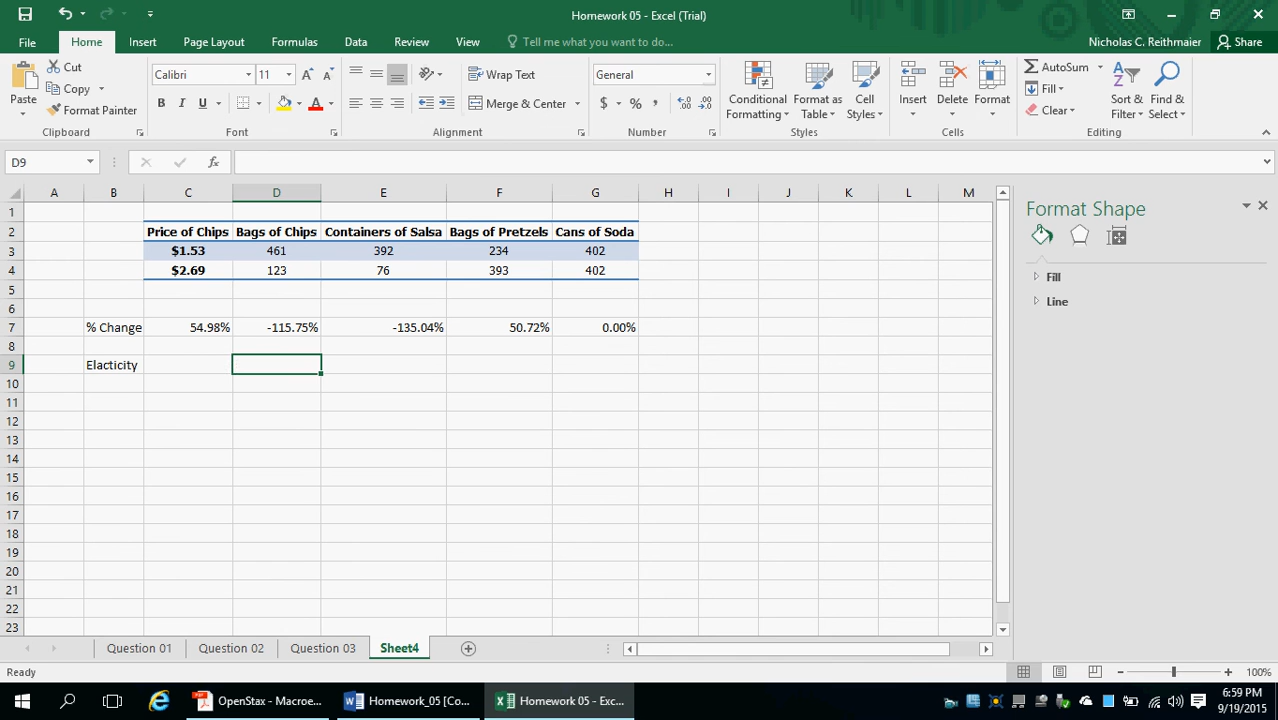 Homework 05 - Excel (Trial)
File Home Insert Page Layout Formulas Data Review View Tell me what you want to do... Nicholas C. Reithmaier Share
Paste Cut Copy Format Painter Clipboard
Calibri 11 B I U A Font
Wrap Text Merge & Center Alignment
General $ % , Number
Conditional Formatting Format as Table Cell Styles Styles
Insert Delete Format Cells
AutoSum Fill Clear Sort & Filter Find & Select Editing
D9 fx
A B C D E F G H I J K L M
1
2 Price of Chips Bags of Chips Containers of Salsa Bags of Pretzels Cans of Soda
3 $1.53 461 392 234 402
4 $2.69 123 76 393 402
5
6
7 % Change 54.98% -115.75% -135.04% 50.72% 0.00%
8
9 Elacticity
10
11
12
13
14
15
16
17
18
19
20
21
22
23
Format Shape
Fill
Line
Question 01 Question 02 Question 03 Sheet4
Ready 100%
OpenStax - Macroe... Homework_05 [Co... Homework 05 - Exc... 6:59 PM
9/19/2015